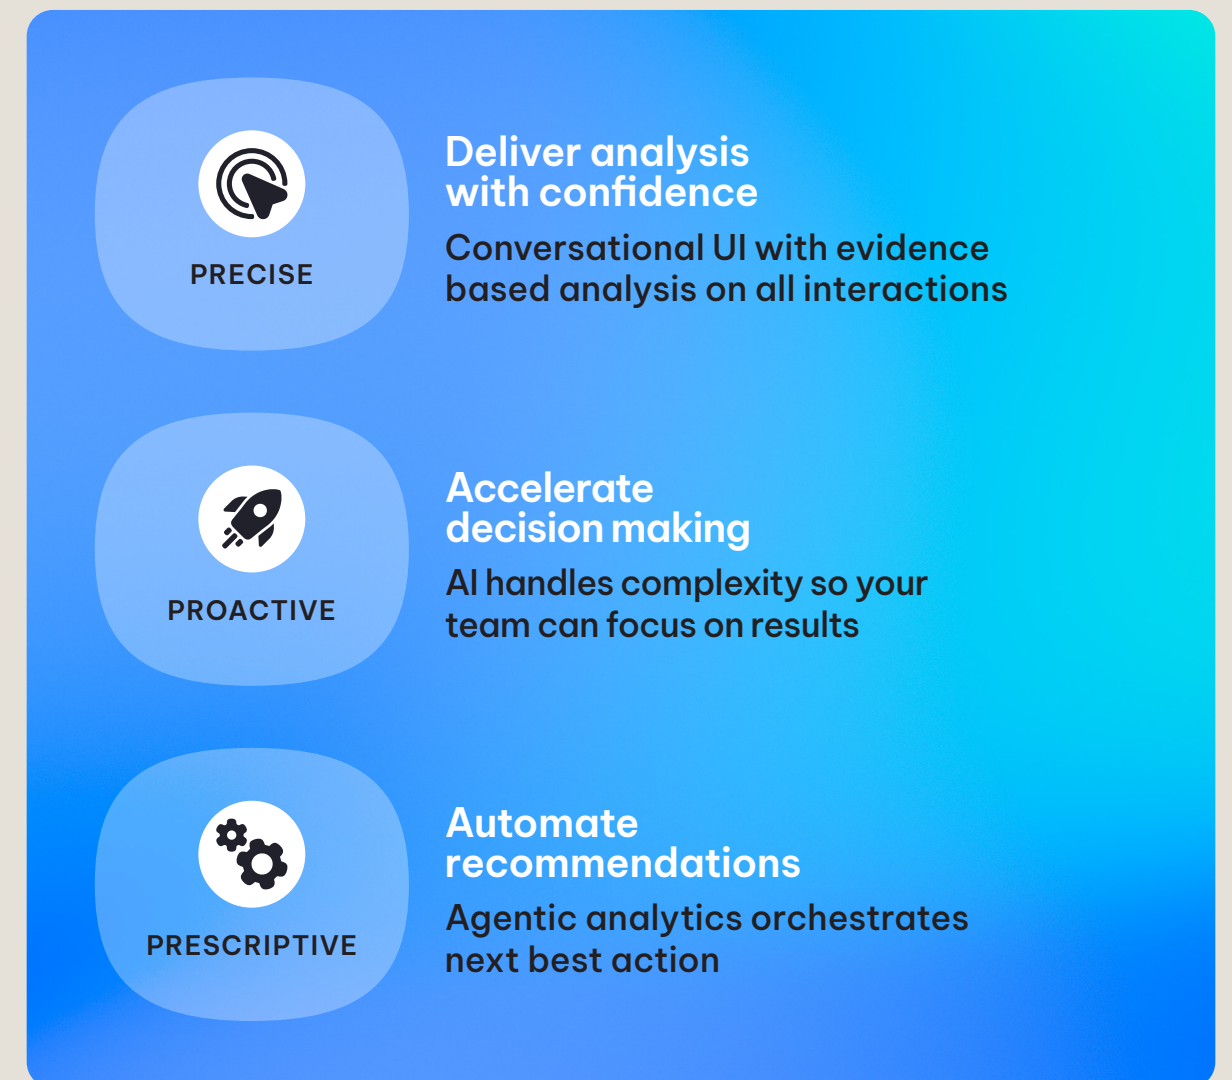 PRECISE
Deliver analysis
with confidence
Conversational UI with evidence
based analysis on all interactions
PROACTIVE
Accelerate
decision making
AI handles complexity so your
team can focus on results
PRESCRIPTIVE
Automate
recommendations
Agentic analytics orchestrates
next best action